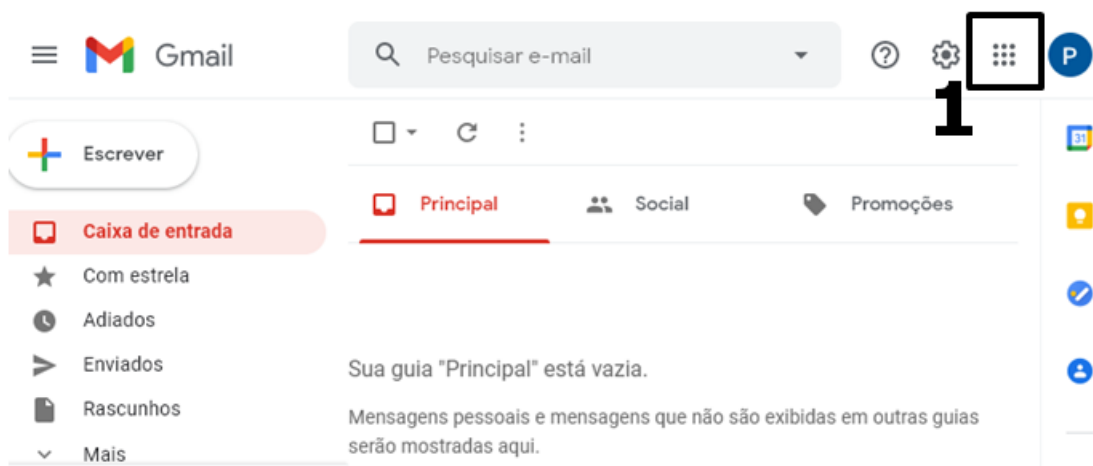 Gmail
Pesquisar e-mail
P
1
Escrever
31
Principal
Social
Promoções
Caixa de entrada
Com estrela
Adiados
Enviados
Rascunhos
Mais
Sua guia "Principal" está vazia.
Mensagens pessoais e mensagens que não são exibidas em outras guias
serão mostradas aqui.